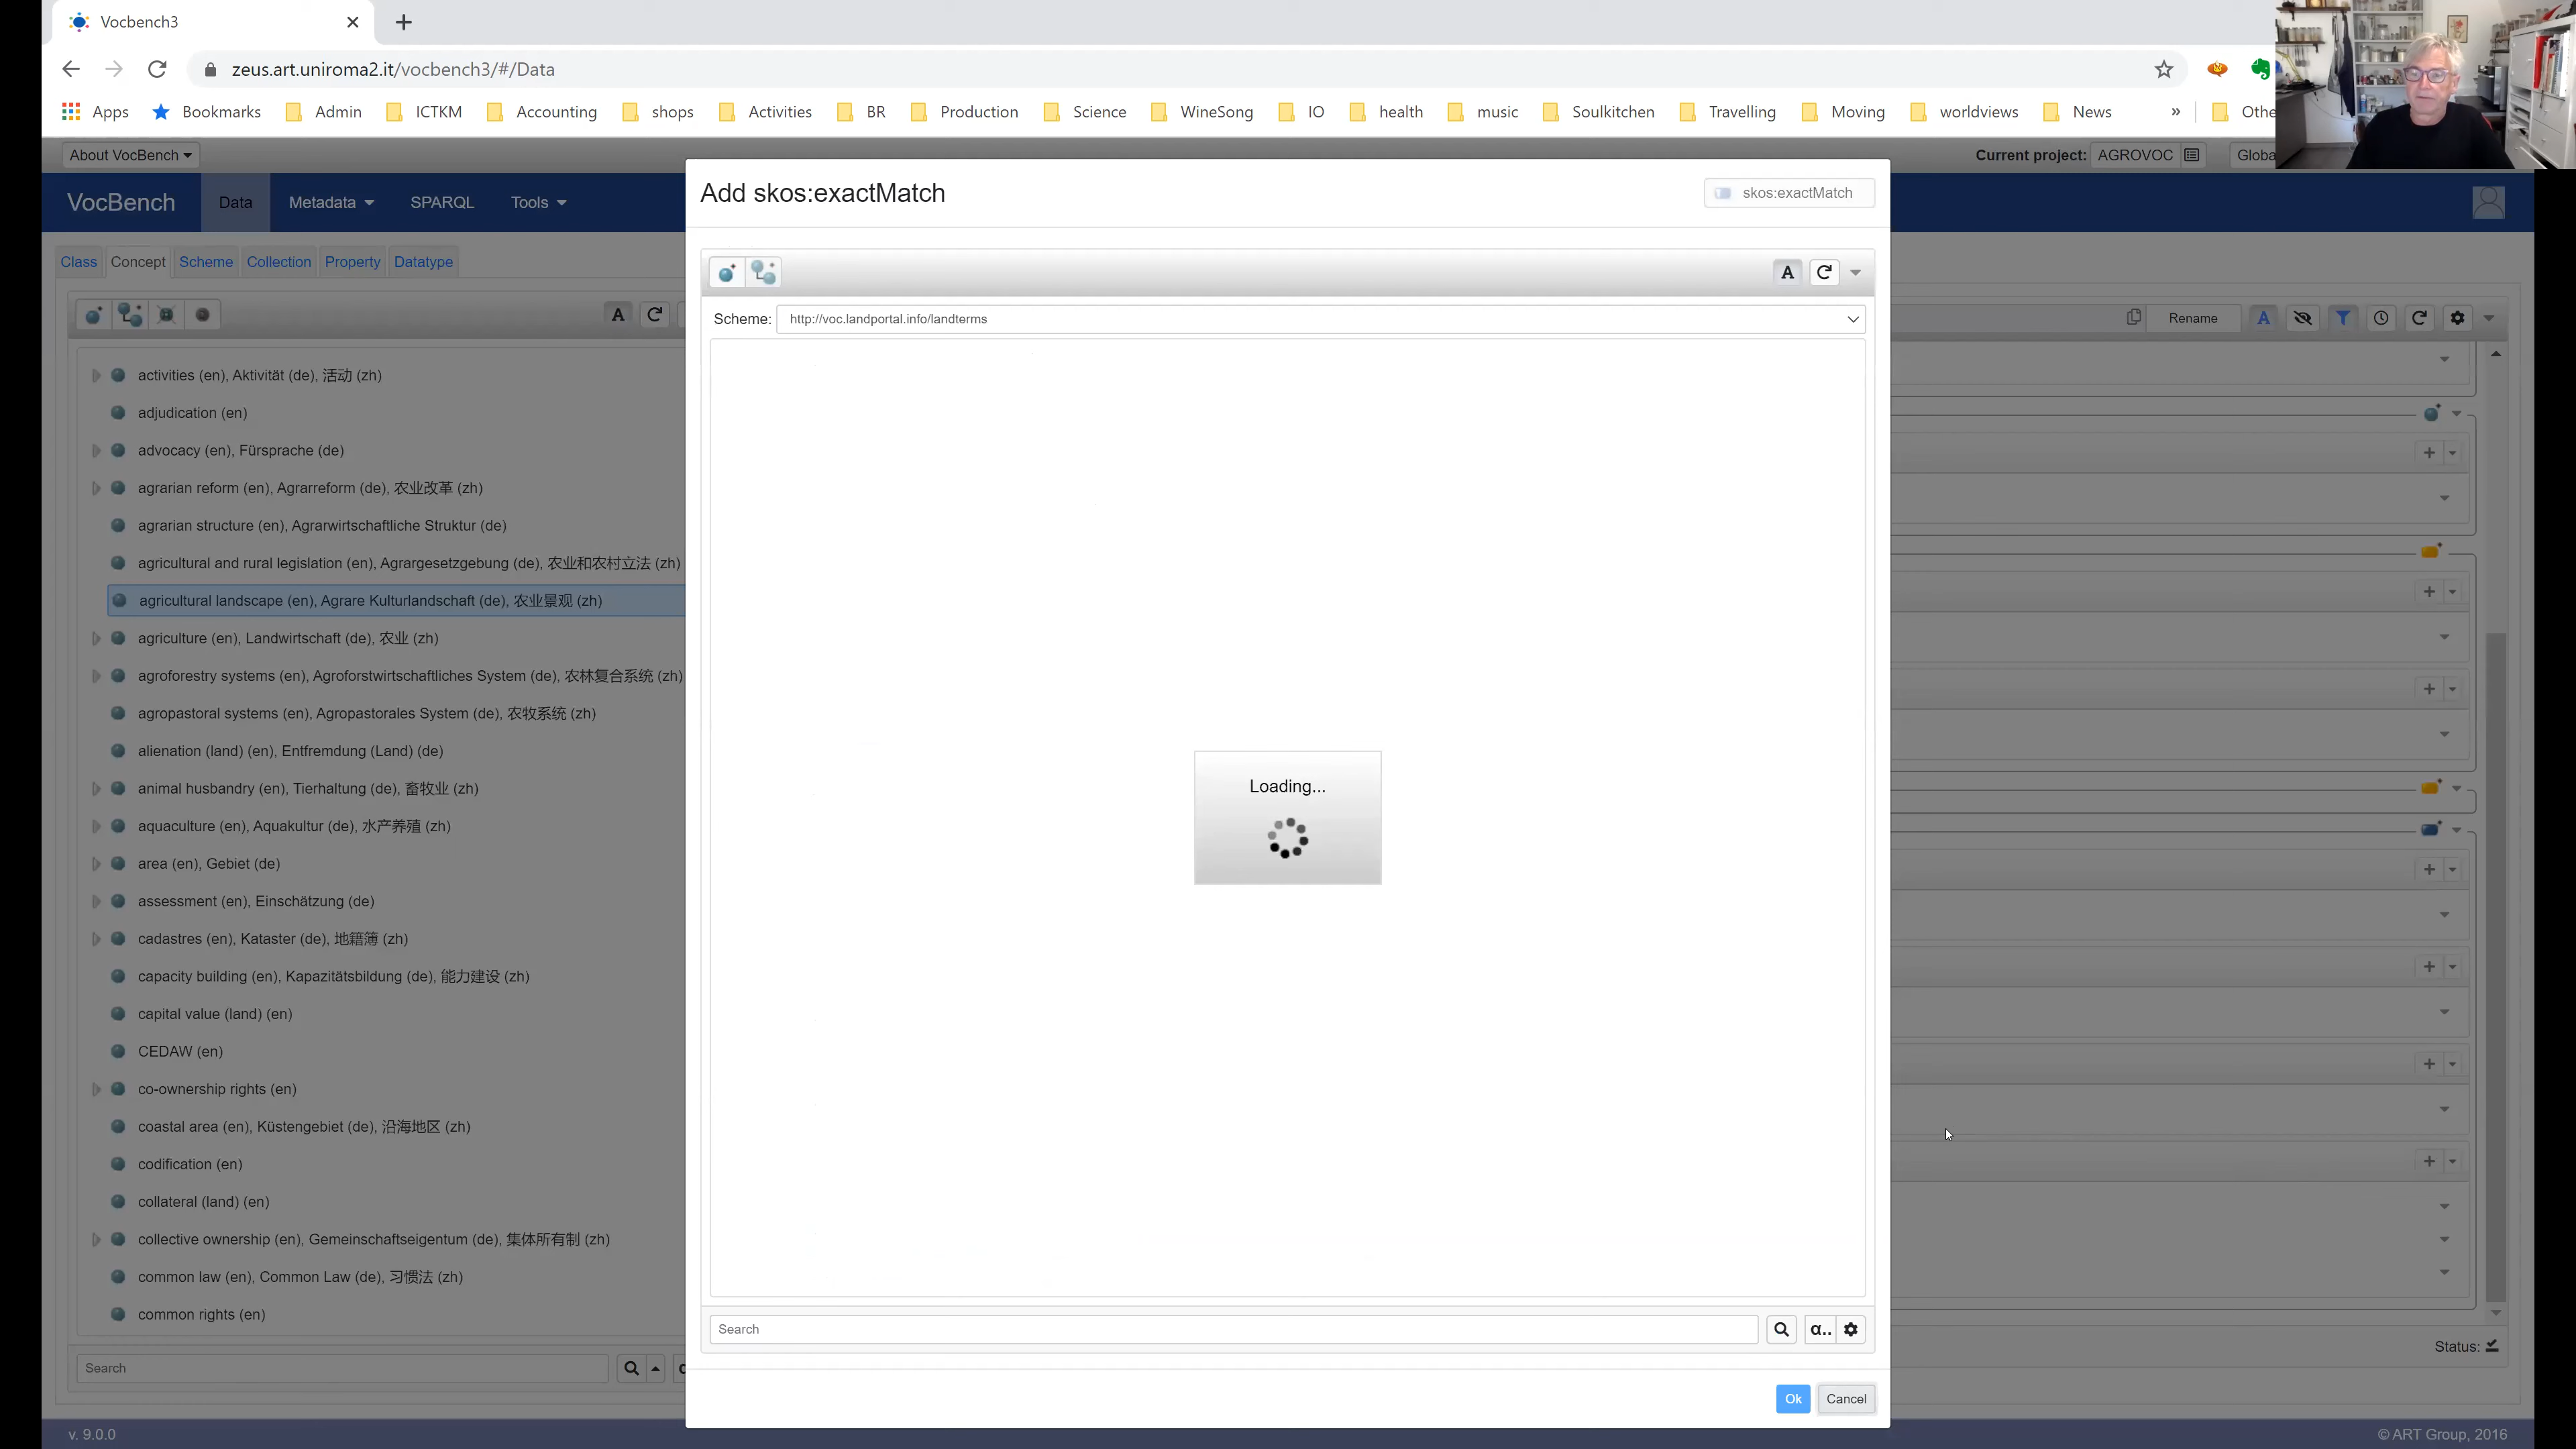 Vocbench3
zeus.art.uniroma2.it/vocbench3/#/Data
Apps Bookmarks Admin ICTKM Accounting shops Activities BR Production Science WineSong IO health music Soulkitchen Travelling Moving worldviews News » Othe
About VocBench Current project: AGROVOC Globa
VocBench Data Metadata SPARQL Tools
Add skos:exactMatch skos:exactMatch
Class Concept Scheme Collection Property Datatype
A A
Scheme: http://voc.landportal.info/landterms
Rename A
activities (en), Aktivität (de), 活动 (zh)
adjudication (en)
advocacy (en), Fürsprache (de)
agrarian reform (en), Agrarreform (de), 农业改革 (zh)
agrarian structure (en), Agrarwirtschaftliche Struktur (de)
agricultural and rural legislation (en), Agrargesetzgebung (de), 农业和农村立法 (zh)
agricultural landscape (en), Agrare Kulturlandschaft (de), 农业景观 (zh)
agriculture (en), Landwirtschaft (de), 农业 (zh)
agroforestry systems (en), Agroforstwirtschaftliches System (de), 农林复合系统 (zh)
agropastoral systems (en), Agropastorales System (de), 农牧系统 (zh)
alienation (land) (en), Entfremdung (Land) (de)
animal husbandry (en), Tierhaltung (de), 畜牧业 (zh)
aquaculture (en), Aquakultur (de), 水产养殖 (zh)
area (en), Gebiet (de)
assessment (en), Einschätzung (de)
cadastres (en), Kataster (de), 地籍簿 (zh)
capacity building (en), Kapazitätsbildung (de), 能力建设 (zh)
capital value (land) (en)
CEDAW (en)
co-ownership rights (en)
coastal area (en), Küstengebiet (de), 沿海地区 (zh)
codification (en)
collateral (land) (en)
collective ownership (en), Gemeinschaftseigentum (de), 集体所有制 (zh)
common law (en), Common Law (de), 习惯法 (zh)
common rights (en)
Loading...
Search α..
Search
Status:
Ok Cancel
v. 9.0.0 © ART Group, 2016